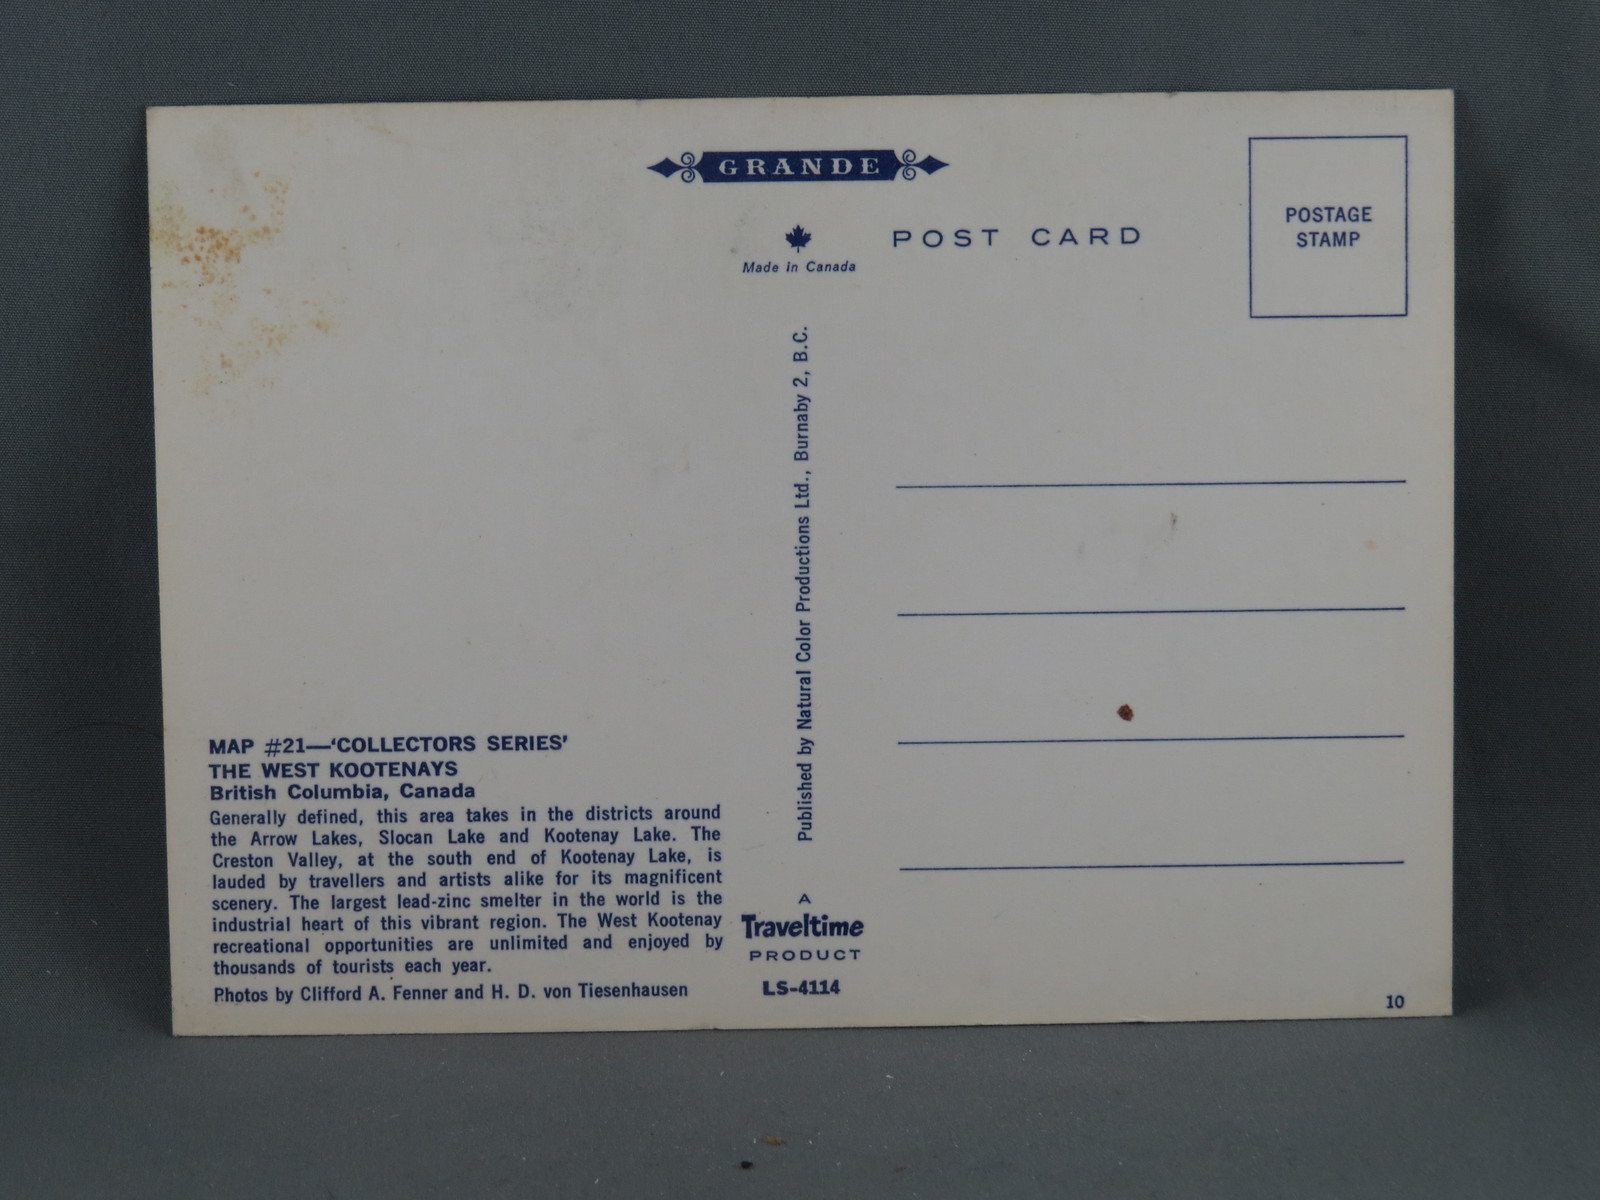 GRANDE
Made in Canada
POST CARD
POSTAGE
STAMP
Published by Natural Color Productions Ltd., Burnaby 2, B.C.
MAP #21—‘COLLECTORS SERIES’
THE WEST KOOTENAYS
British Columbia, Canada
Generally defined, this area takes in the districts around
the Arrow Lakes, Slocan Lake and Kootenay Lake. The
Creston Valley, at the south end of Kootenay Lake, is
lauded by travellers and artists alike for its magnificent
scenery. The largest lead-zinc smelter in the world is the
industrial heart of this vibrant region. The West Kootenay
recreational opportunities are unlimited and enjoyed by
thousands of tourists each year.
Photos by Clifford A. Fenner and H. D. von Tiesenhausen
A
Traveltime
PRODUCT
LS-4114
10